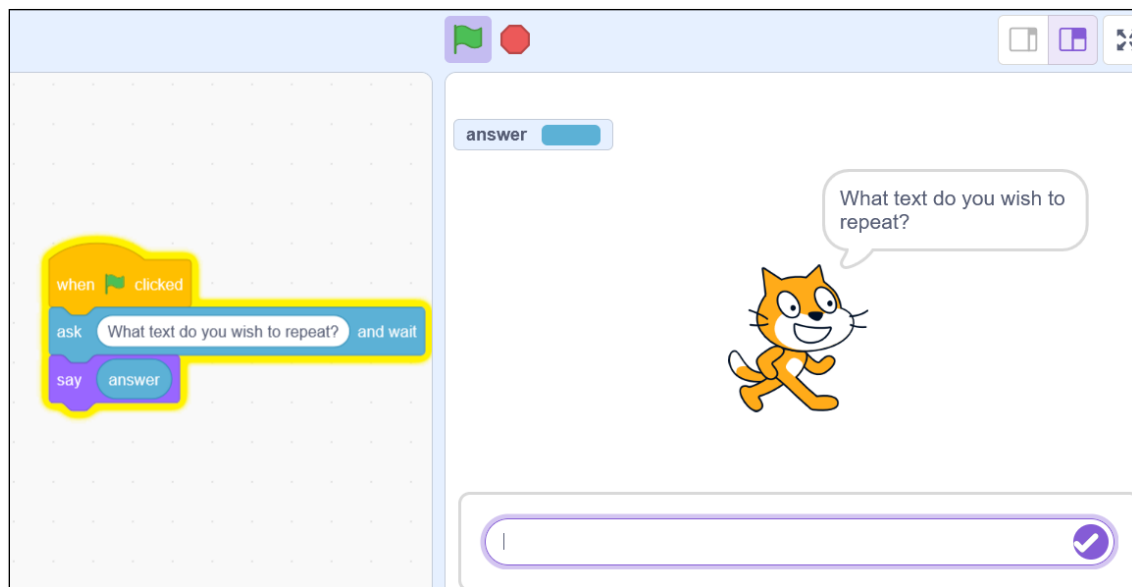 answer
What text do you wish to
repeat?
when clicked
ask What text do you wish to repeat? and wait
say answer